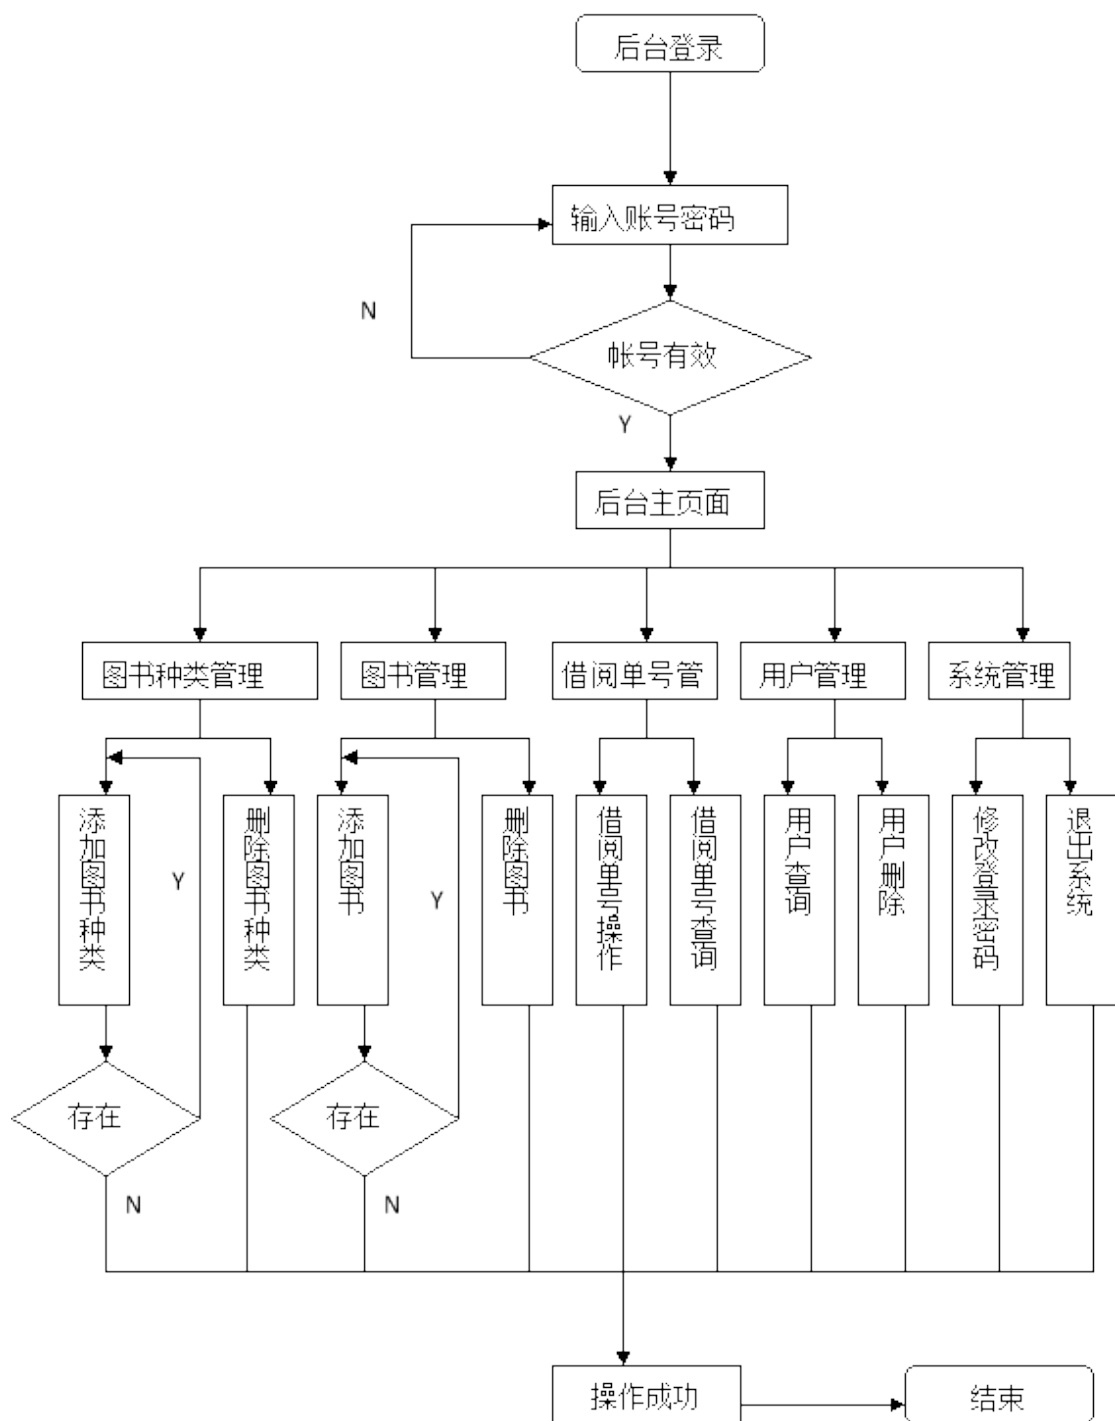 后台登录
输入账号密码
N
帐号有效
Y
后台主页面
图书种类管理
图书管理
借阅单号管
用户管理
系统管理
添加图书种类
Y
删除图书种类
添加图书
Y
删除图书
借阅单号操作
借阅单号查询
用户查询
用户删除
修改登录密码
退出系统
存在
存在
N
N
操作成功
结束